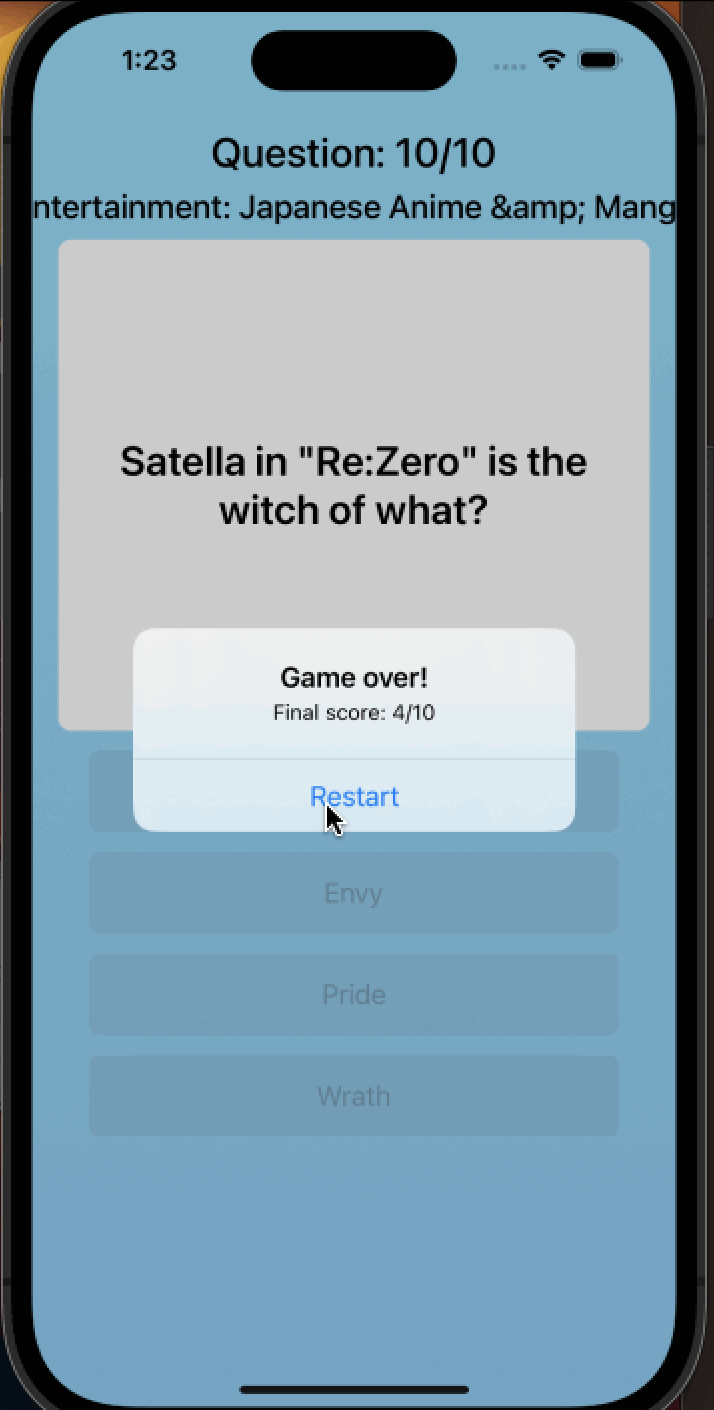 1:23
Question: 10/10
ntertainment: Japanese Anime &amp; Mang
Satella in "Re:Zero" is the
witch of what?
Game over!
Final score: 4/10
Restart
Envy
Pride
Wrath